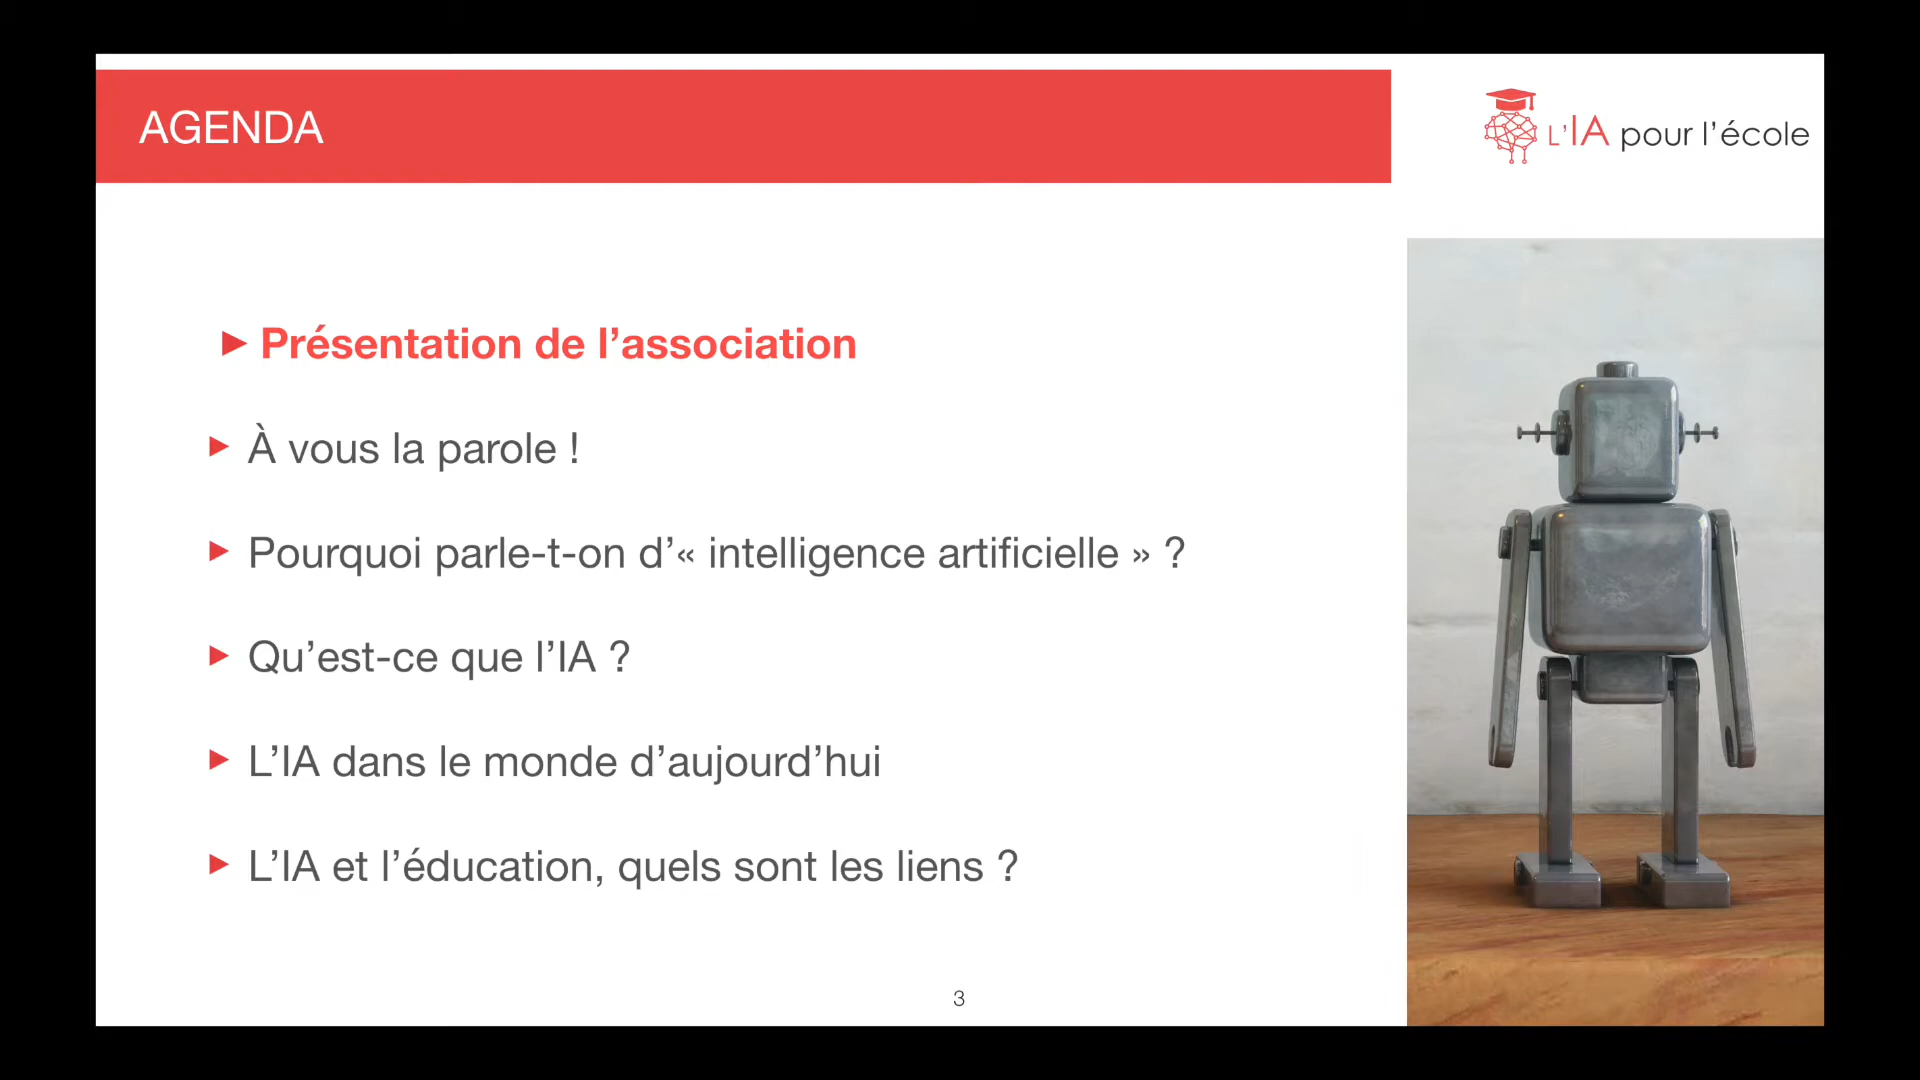 AGENDA
L'IA pour l'école
Présentation de l’association
À vous la parole !
Pourquoi parle-t-on d’« intelligence artificielle » ?
Qu’est-ce que l’IA ?
L’IA dans le monde d’aujourd’hui
L’IA et l’éducation, quels sont les liens ?
3